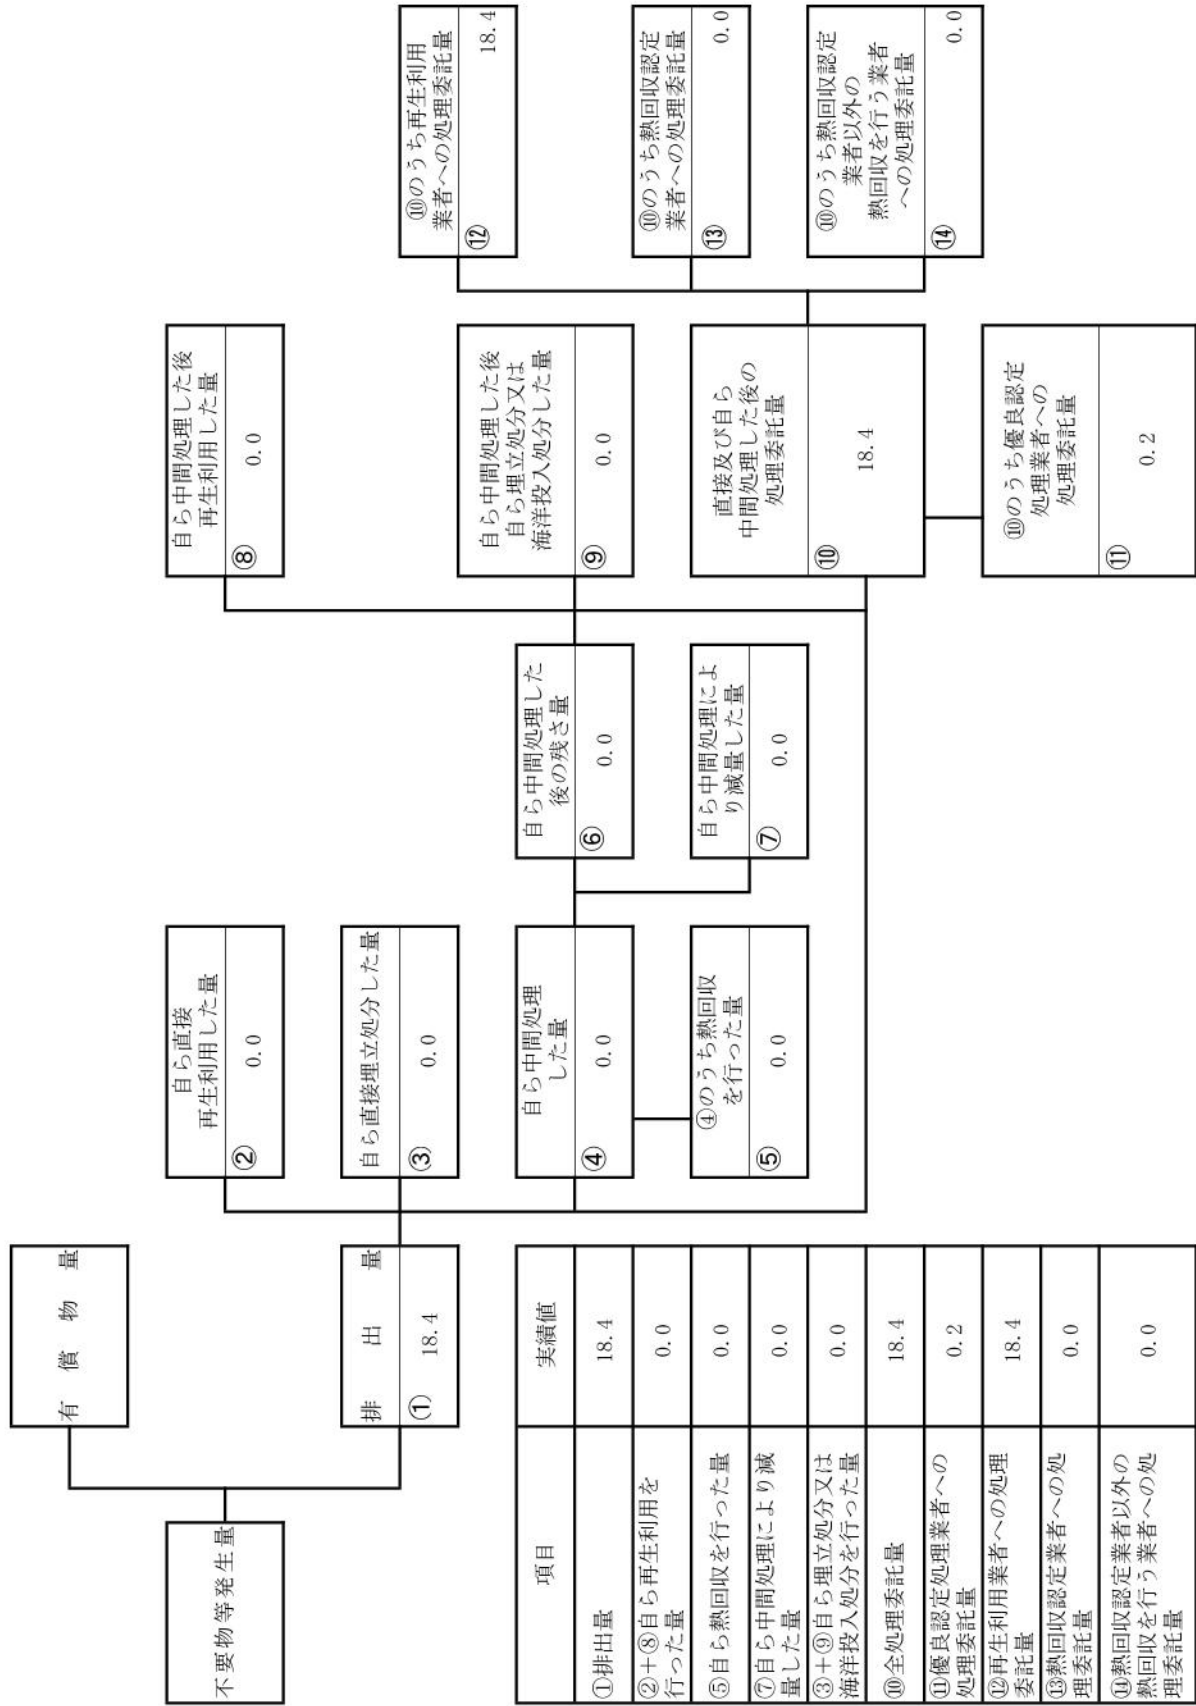 不要物等発生量
有償物量
排出量
①
18.4
自ら直接
再生利用した量
②
0.0
自ら直接埋立処分した量
③
0.0
自ら中間処理
した量
④
0.0
④のうち熱回収
を行った量
⑤
0.0
自ら中間処理した
後の残さ量
⑥
0.0
自ら中間処理によ
り減量した量
⑦
0.0
自ら中間処理した後
再生利用した量
⑧
0.0
自ら中間処理した後
自ら埋立処分又は
海洋投入処分した量
⑨
0.0
直接及び自ら
中間処理した後の
処理委託量
⑩
18.4
⑩のうち優良認定
処理業者への
処理委託量
⑪
0.2
⑩のうち再生利用
業者への処理委託量
⑫
18.4
⑩のうち熱回収認定
業者への処理委託量
⑬
0.0
⑩のうち熱回収認定
業者以外の
熱回収を行う業者
への処理委託量
⑭
0.0
項目 実績値
①排出量 18.4
②+⑧自ら再生利用を
行った量 0.0
⑤自ら熱回収を行った量 0.0
⑦自ら中間処理により減
量した量 0.0
③+⑨自ら埋立処分又は
海洋投入処分を行った量 0.0
⑩全処理委託量 18.4
⑪優良認定処理業者への
処理委託量 0.2
⑫再生利用業者への処理
委託量 18.4
⑬熱回収認定業者への処
理委託量 0.0
⑭熱回収認定業者以外の
熱回収を行う業者への処
理委託量 0.0